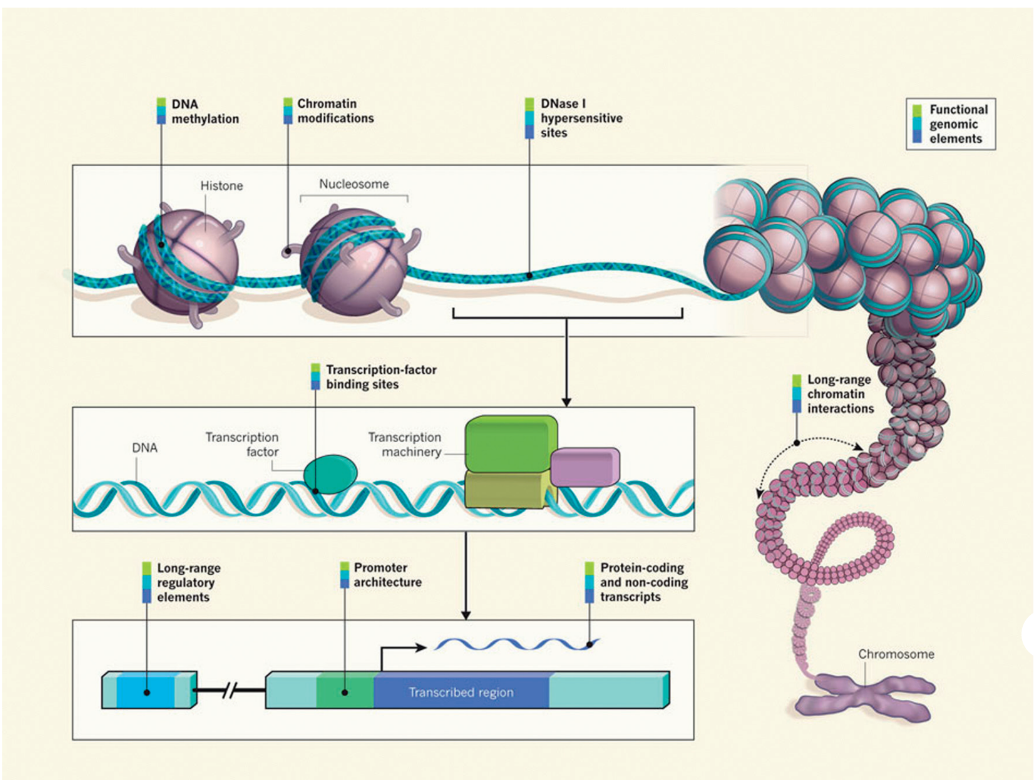 DNA
methylation
Chromatin
modifications
DNase I
hypersensitive
sites
Functional
genomic
elements
Histone
Nucleosome
Transcription-factor
binding sites
Long-range
chromatin
interactions
DNA
Transcription
factor
Transcription
machinery
Long-range
regulatory
elements
Promoter
architecture
Protein-coding
and non-coding
transcripts
Chromosome
Transcribed region